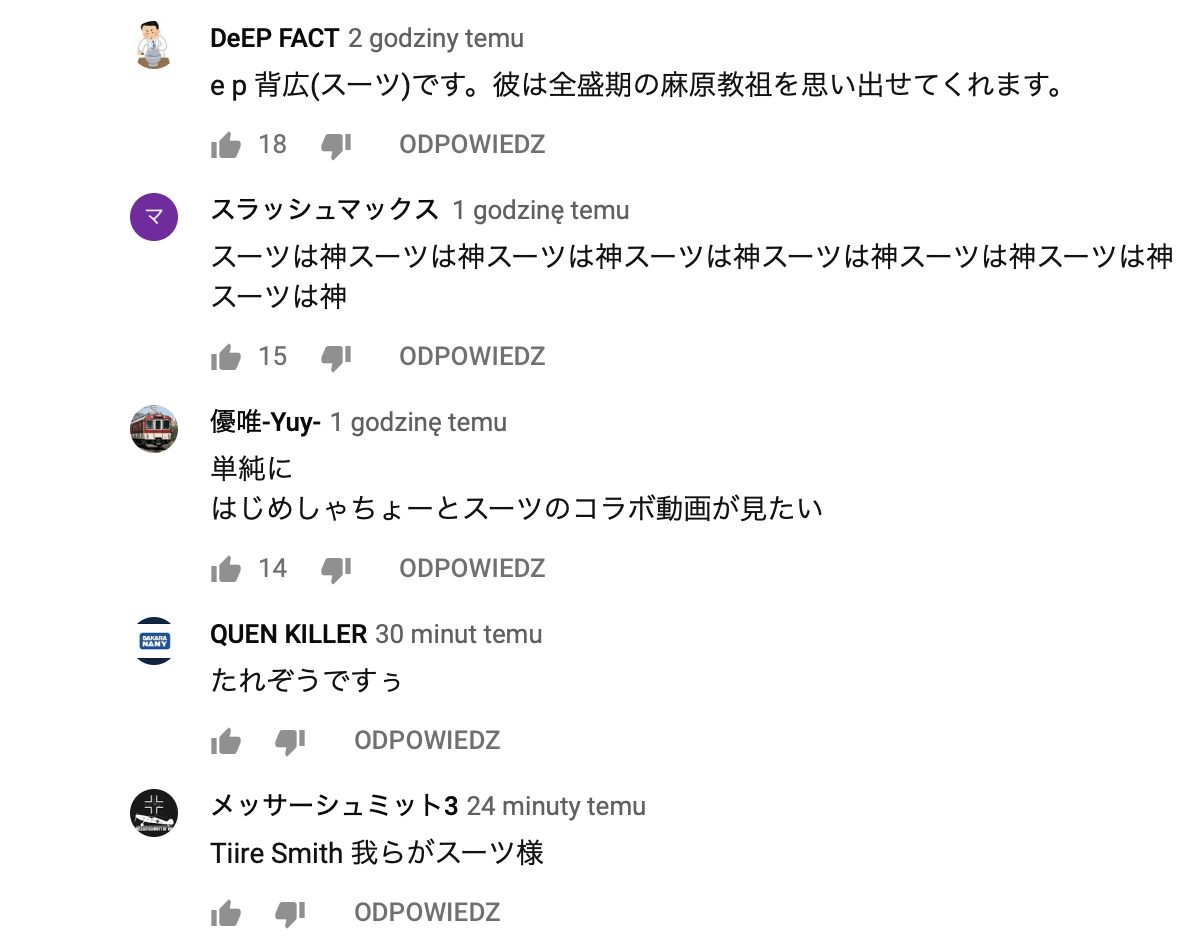 DeEP FACT 2 godziny temu
e p 背広(スーツ)です。彼は全盛期の麻原教祖を思い出せてくれます。
18 ODPOWIEDZ
マ スラッシュマックス 1 godzinę temu
スーツは神スーツは神スーツは神スーツは神スーツは神スーツは神スーツは神
スーツは神
15 ODPOWIEDZ
優唯-Yuy- 1 godzinę temu
単純に
はじめしゃちょーとスーツのコラボ動画が見たい
14 ODPOWIEDZ
QUEN KILLER 30 minut temu
DAKARA
NANY
たれぞうですぅ
ODPOWIEDZ
メッサーシュミット3 24 minuty temu
Tiire Smith 我らがスーツ様
ODPOWIEDZ